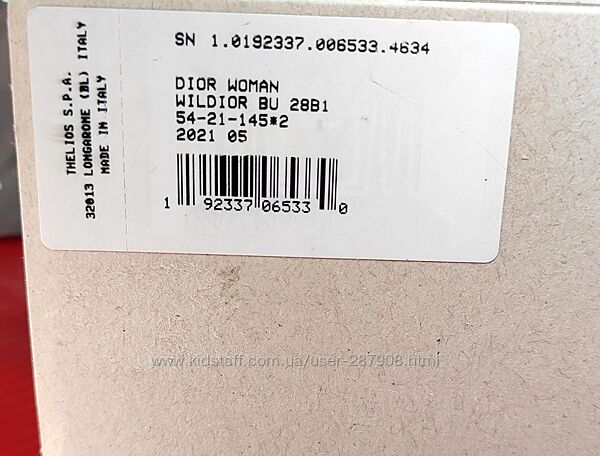 THELIOS S.P.A.
32013 LONGAROME (BL) ITALY
MADE IN ITALY
SN 1.0192337.006533.4634
DIOR WOMAN
WILDIOR BU 28B1
54-21-145*2
2021 05
1 92337 06533 0
www.kidstaff.com.ua/user-287908.html